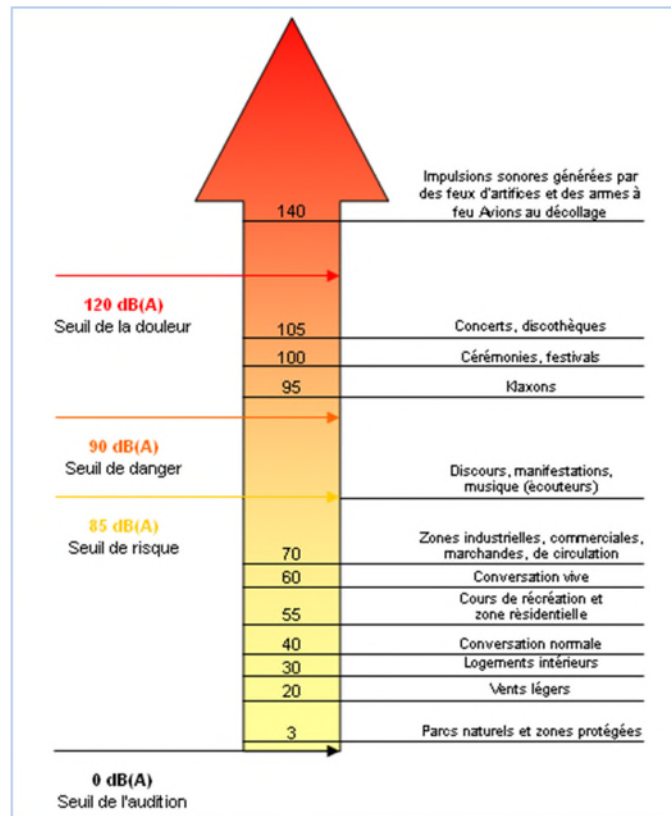 Impulsions sonores générées par
des feux d'artifices et des armes à
feu Avions au décollage
140
120 dB(A)
Seuil de la douleur
105
Concerts, discothèques
100
Cérémonies, festivals
95
Klaxons
90 dB(A)
Seuil de danger
Discours, manifestations,
musique (écouteurs)
85 dB(A)
Seuil de risque
Zones industrielles, commerciales,
marchandes, de circulation
70
60
Conversation vive
Cours de récréation et
zone rèsidentielle
55
40
Conversation normale
30
Logements intérieurs
20
Vents légers
3
Parcs naturels et zones protégées
0 dB(A)
Seuil de l'audition